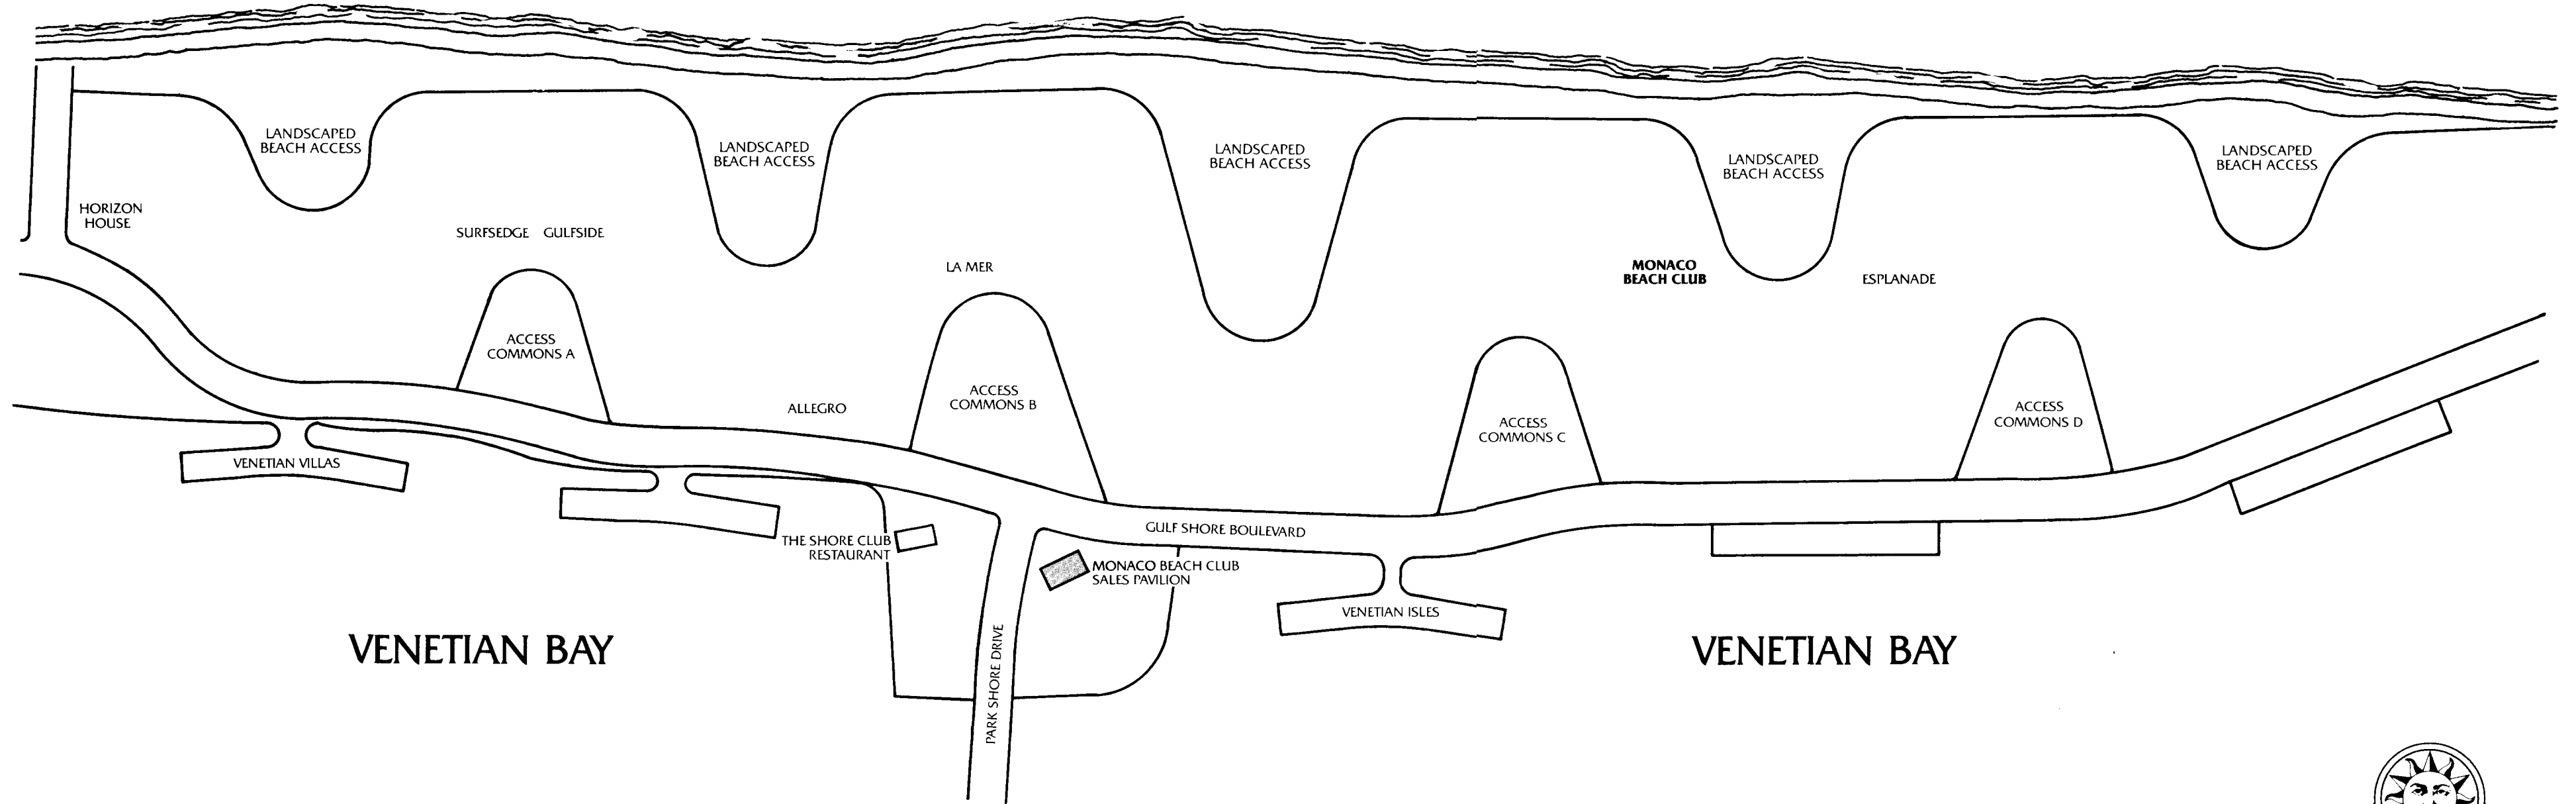 LANDSCAPED
BEACH ACCESS
LANDSCAPED
BEACH ACCESS
LANDSCAPED
BEACH ACCESS
LANDSCAPED
BEACH ACCESS
LANDSCAPED
BEACH ACCESS
HORIZON
HOUSE
SURFSEDGE GULFSIDE
LA MER
MONACO
BEACH CLUB
ESPLANADE
ACCESS
COMMONS A
ALLEGRO
ACCESS
COMMONS B
ACCESS
COMMONS C
ACCESS
COMMONS D
VENETIAN VILLAS
THE SHORE CLUB
RESTAURANT
GULF SHORE BOULEVARD
MONACO BEACH CLUB
SALES PAVILION
VENETIAN ISLES
PARK SHORE DRIVE
VENETIAN BAY
VENETIAN BAY